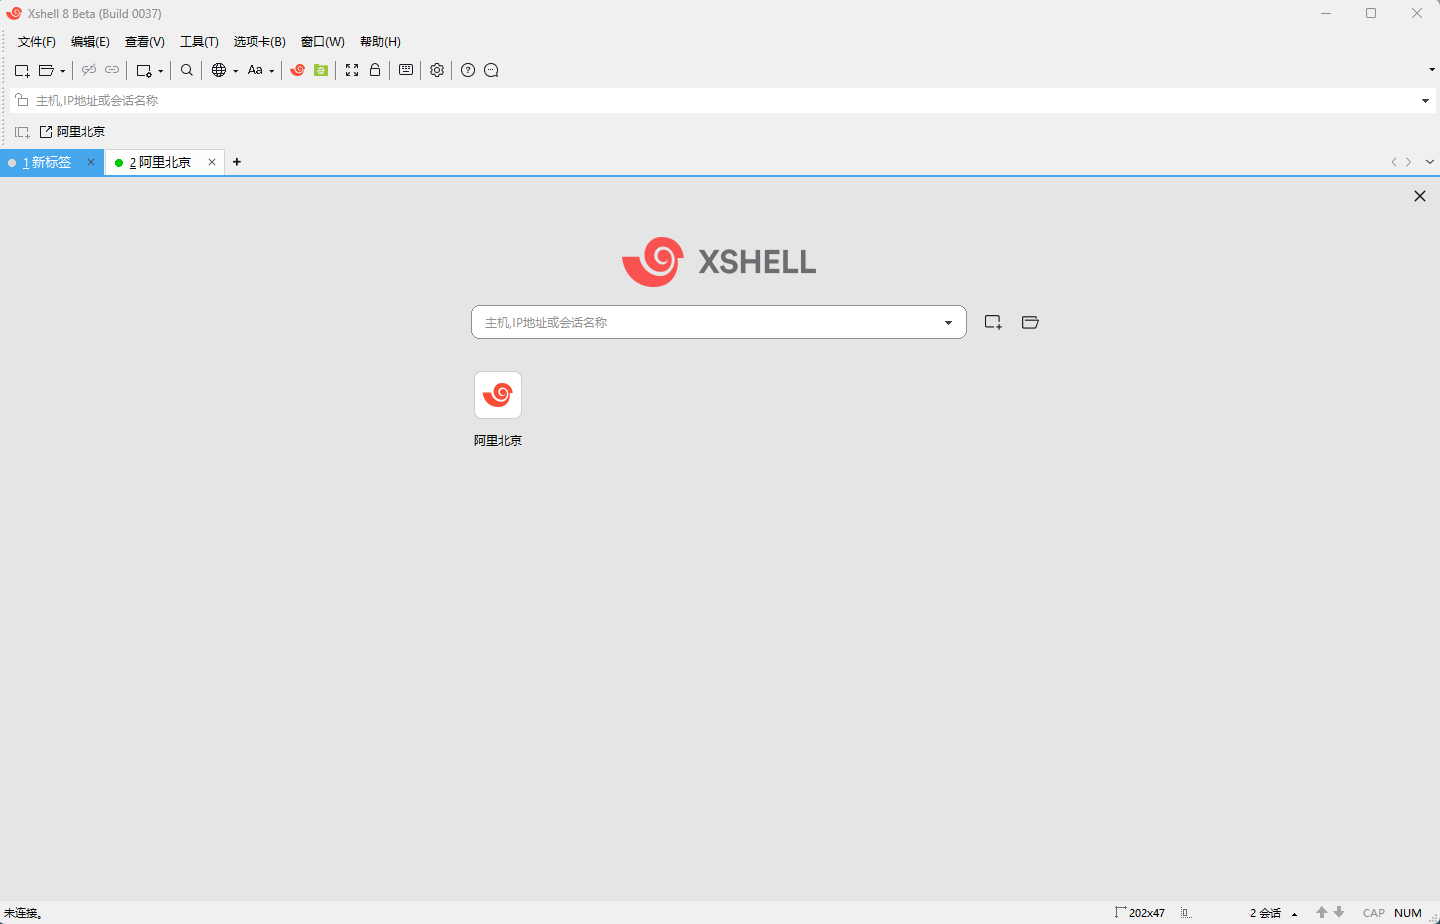 Xshell 8 Beta (Build 0037)
文件(F) 编辑(E) 查看(V) 工具(T) 选项卡(B) 窗口(W) 帮助(H)
Aa
主机,IP地址或会话名称
阿里北京
1 新标签 2 阿里北京
XSHELL
主机,IP地址或会话名称
阿里北京
未连接。 202x47 2 会话 CAP NUM